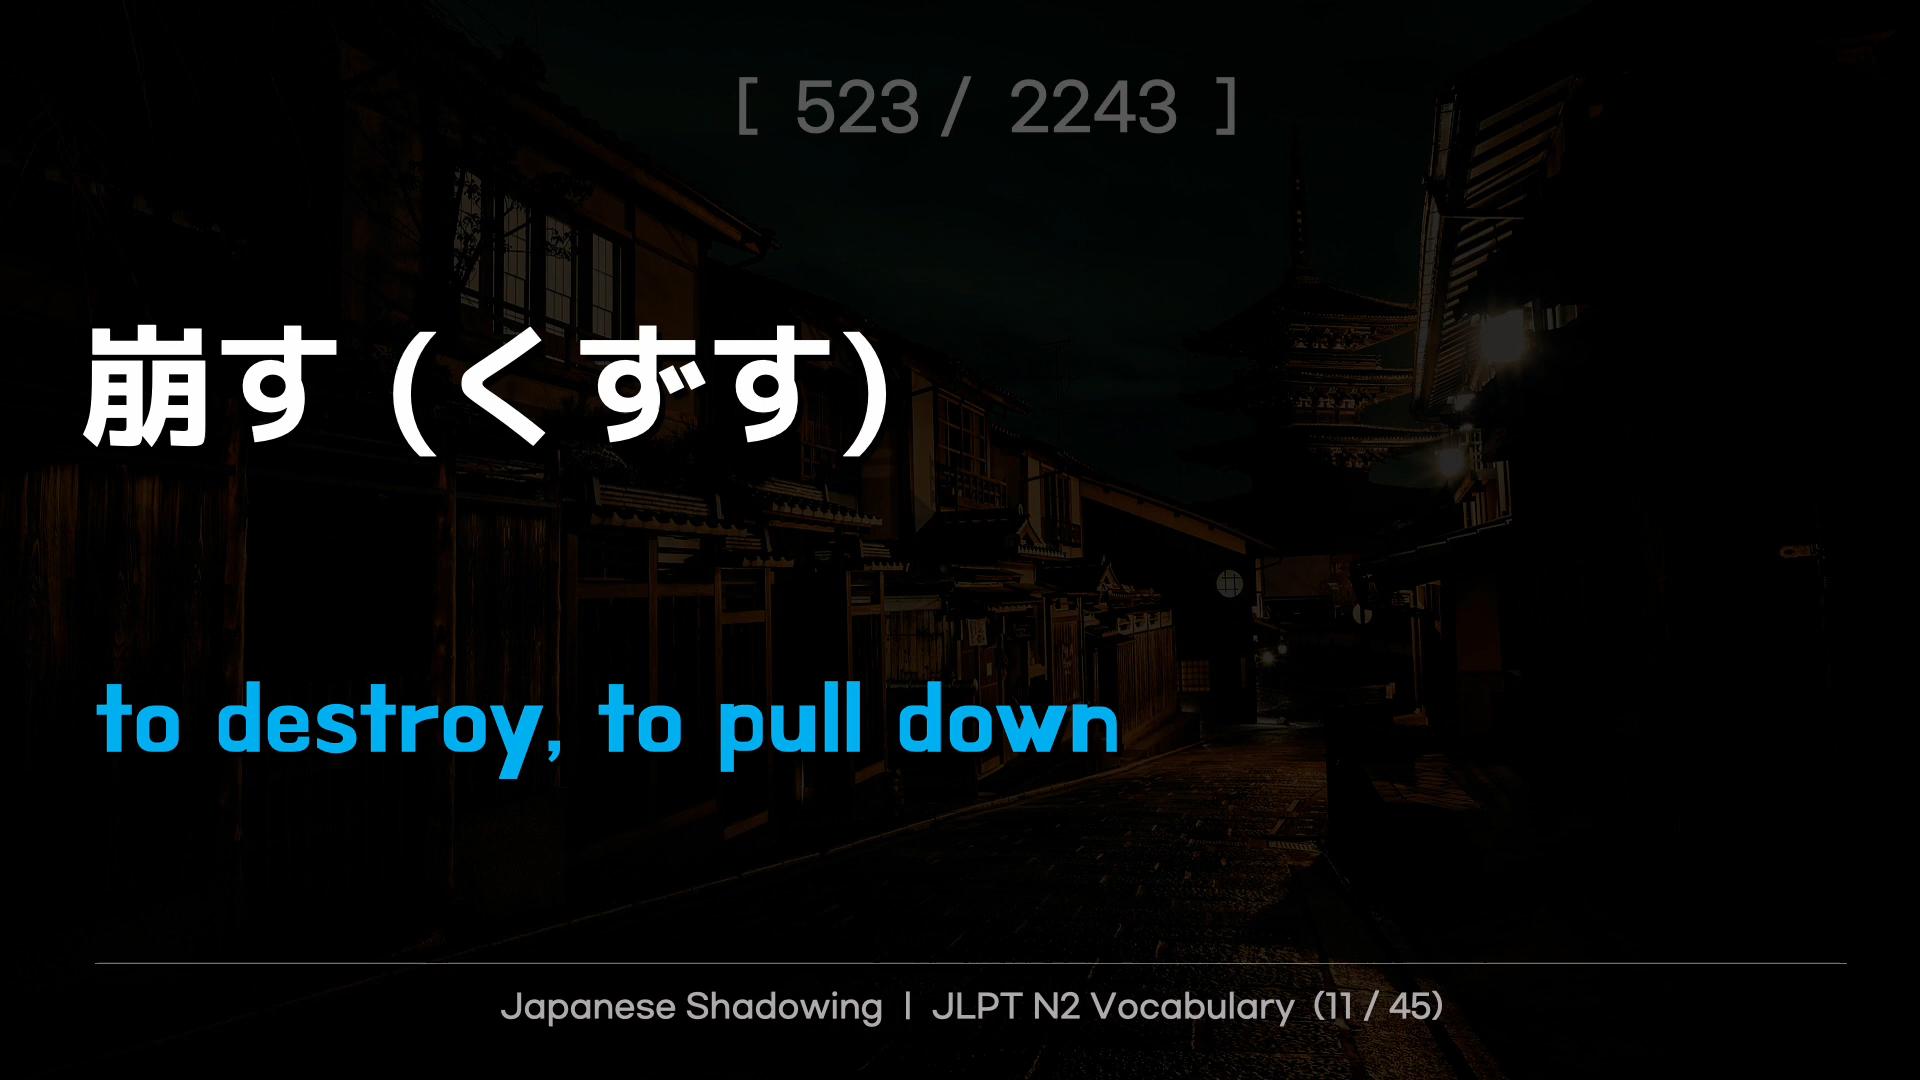 [ 523 / 2243 ]
崩す (くずす)
to destroy, to pull down
Japanese Shadowing | JLPT N2 Vocabulary (11 / 45)